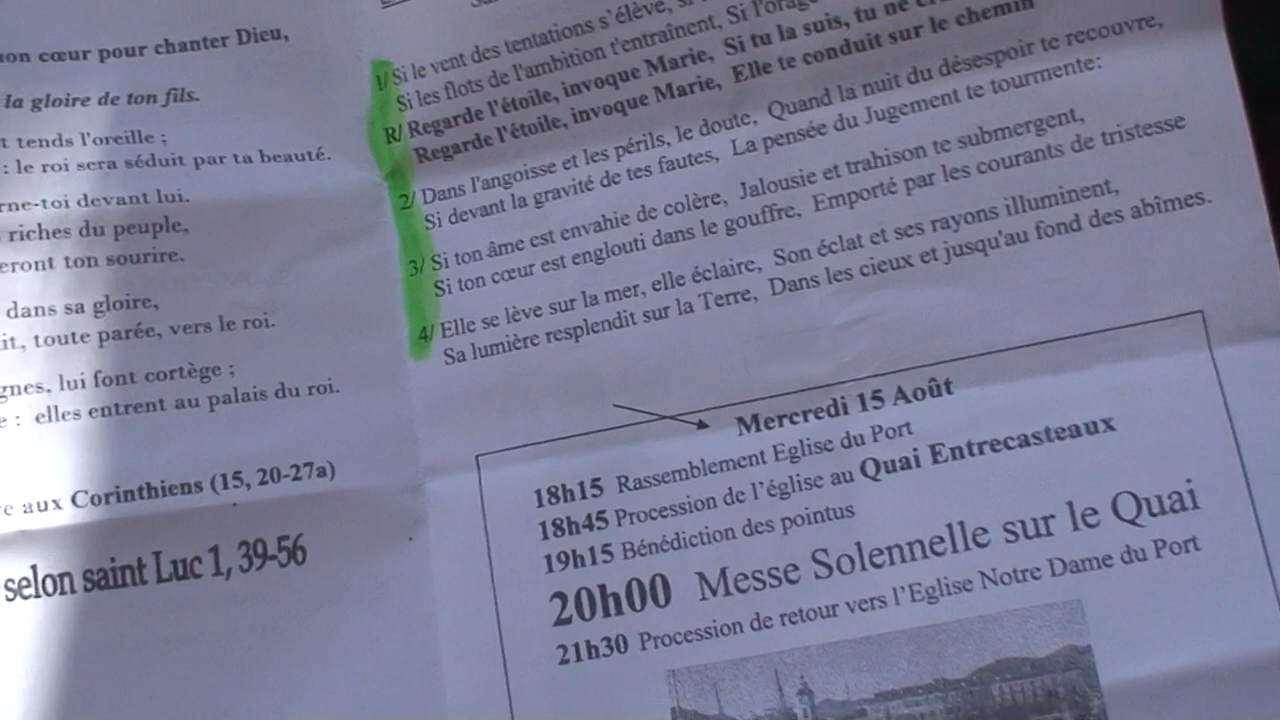 on cœur pour chanter Dieu,
la gloire de ton fils.
t tends l'oreille ;
: le roi sera séduit par ta beauté.
rne-toi devant lui.
riches du peuple,
eront ton sourire.
dans sa gloire,
it, toute parée, vers le roi.
gnes, lui font cortège ;
e : elles entrent au palais du roi.
e aux Corinthiens (15, 20-27a)
selon saint Luc 1, 39-56
1/ Si le vent des tentations s'élève,
Si les flots de l'ambition t'entraînent, Si l'orage
R/ Regarde l'étoile, invoque Marie, Si tu la suis, tu ne
Regarde l'étoile, invoque Marie, Elle te conduit sur le chemin
2/ Dans l'angoisse et les périls, le doute, Quand la nuit du désespoir te recouvre,
Si devant la gravité de tes fautes, La pensée du Jugement te tourmente:
3/ Si ton âme est envahie de colère, Jalousie et trahison te submergent,
Si ton cœur est englouti dans le gouffre, Emporté par les courants de tristesse
4/ Elle se lève sur la mer, elle éclaire, Son éclat et ses rayons illuminent,
Sa lumière resplendit sur la Terre, Dans les cieux et jusqu'au fond des abîmes.
Mercredi 15 Août
18h15 Rassemblement Eglise du Port
18h45 Procession de l'église au Quai Entrecasteaux
19h15 Bénédiction des pointus
20h00 Messe Solennelle sur le Quai
21h30 Procession de retour vers l'Eglise Notre Dame du Port